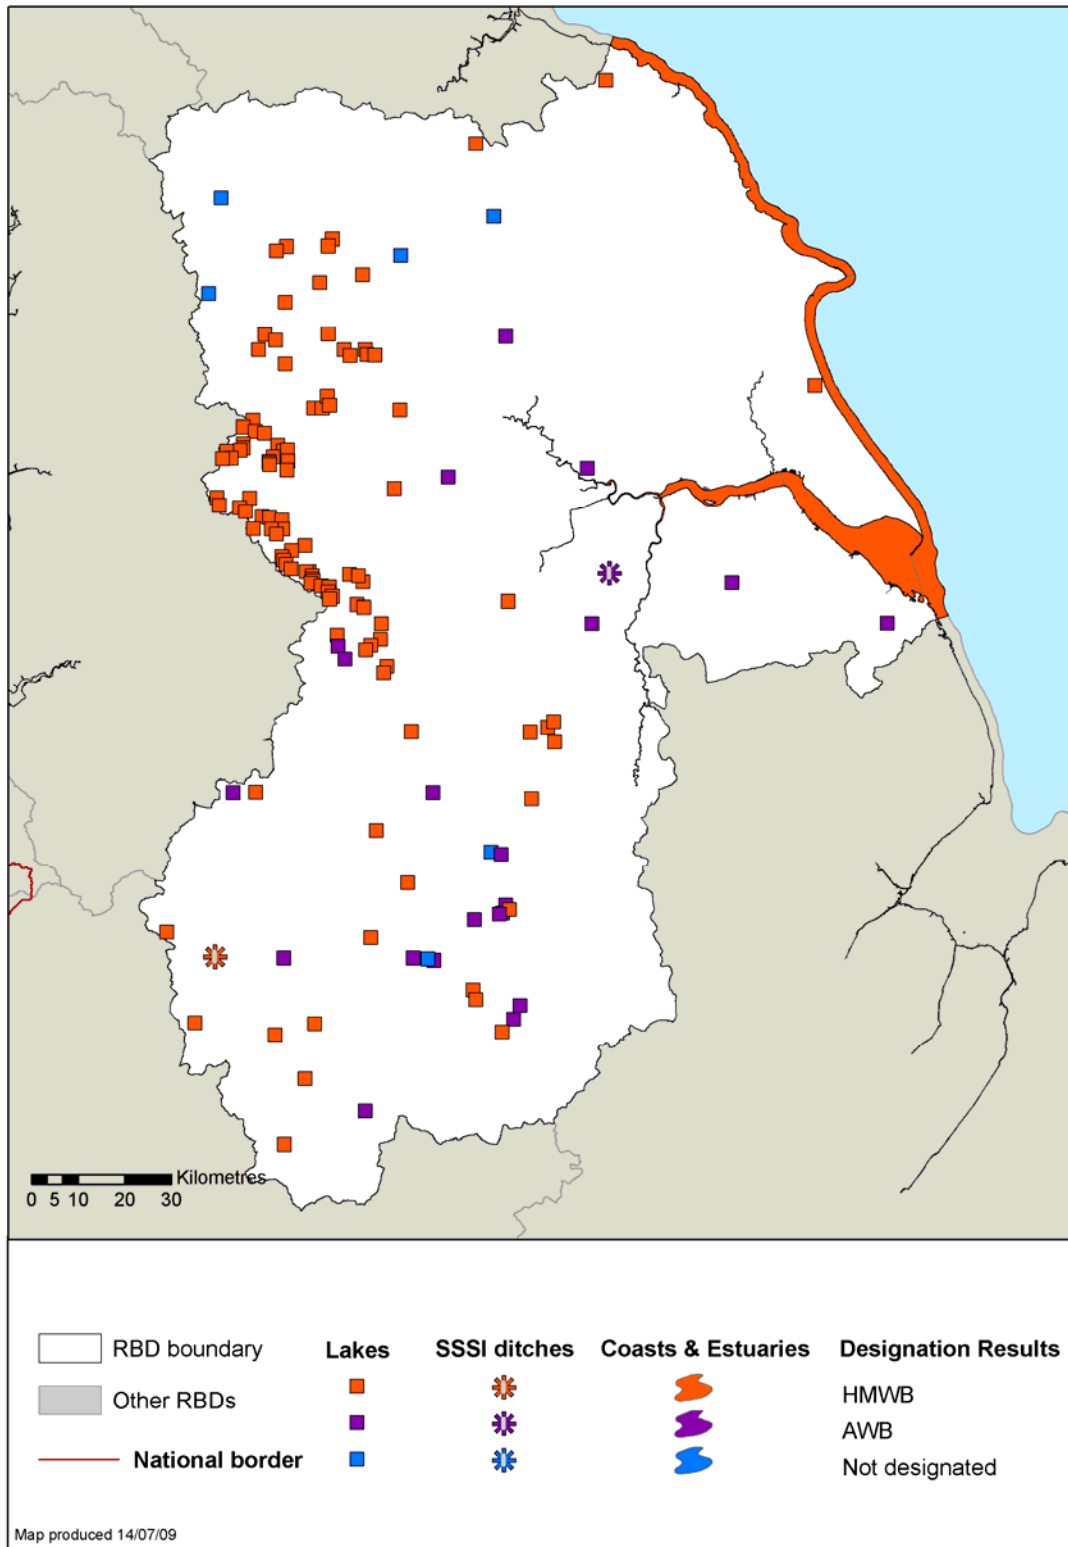 Kilometres
0 5 10 20 30
RBD boundary
Other RBDs
National border
Lakes SSSI ditches Coasts & Estuaries Designation Results
HMWB
AWB
Not designated
Map produced 14/07/09